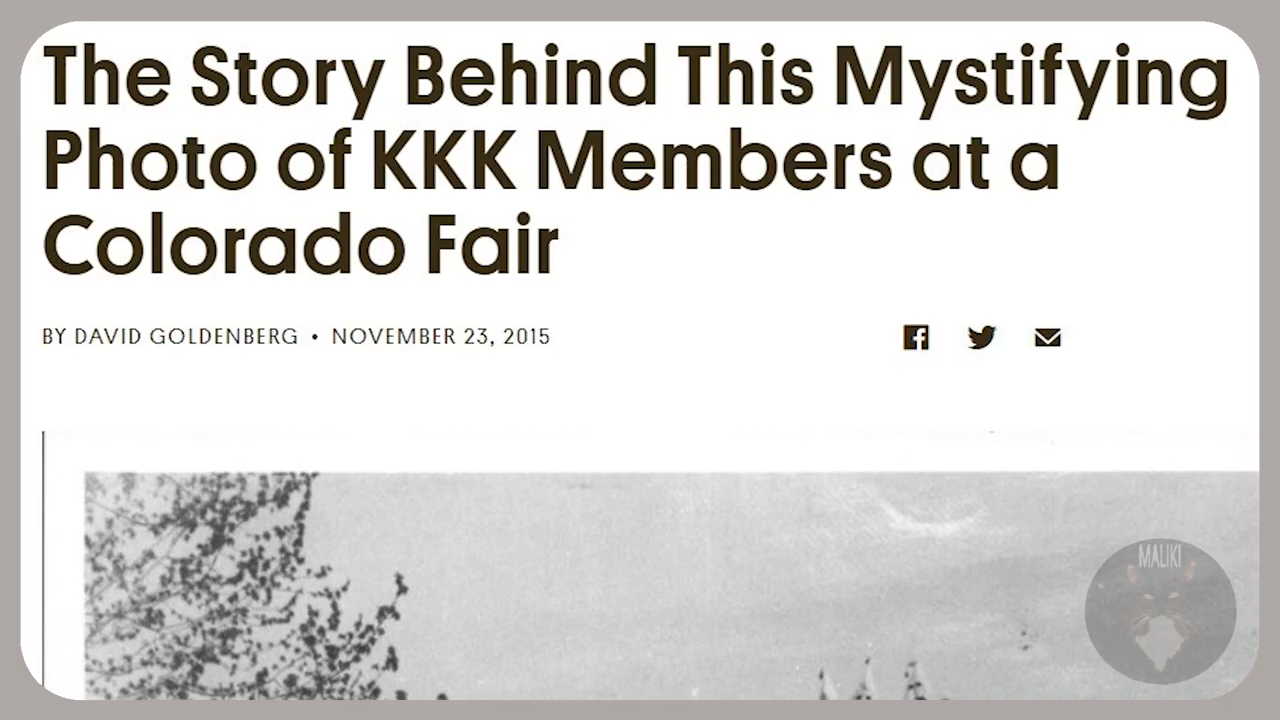 The Story Behind This Mystifying
Photo of KKK Members at a
Colorado Fair
BY DAVID GOLDENBERG • NOVEMBER 23, 2015
MALIKI